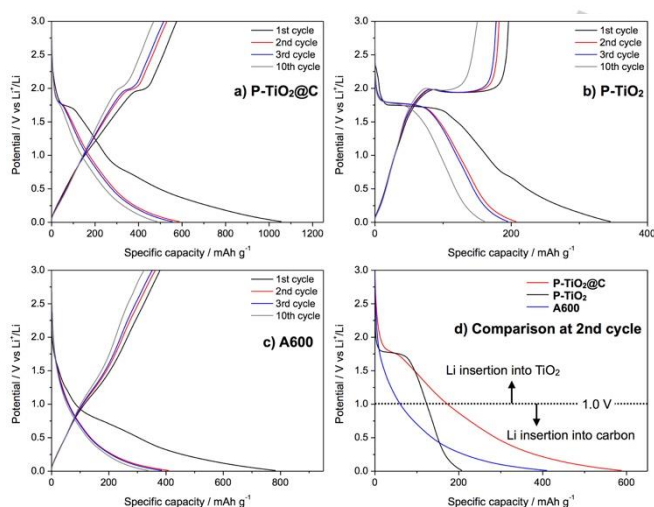 1st cycle
2nd cycle
3rd cycle
10th cycle
a) P-TiO₂@C
Potential / V vs Li⁺/Li
3.0
2.5
2.0
1.5
1.0
0.5
0.0
0 200 400 600 800 1000 1200
Specific capacity / mAh g⁻¹
1st cycle
2nd cycle
3rd cycle
10th cycle
b) P-TiO₂
Potential / V vs Li⁺/Li
3.0
2.5
2.0
1.5
1.0
0.5
0.0
0 200 400
Specific capacity / mAh g⁻¹
1st cycle
2nd cycle
3rd cycle
10th cycle
c) A600
Potential / V vs Li⁺/Li
3.0
2.5
2.0
1.5
1.0
0.5
0.0
0 200 400 600 800
Specific capacity / mAh g⁻¹
P-TiO₂@C
P-TiO₂
A600
d) Comparison at 2nd cycle
Li insertion into TiO₂
1.0 V
Li insertion into carbon
Potential / V vs Li⁺/Li
3.0
2.5
2.0
1.5
1.0
0.5
0.0
0 100 200 300 400 500 600
Specific capacity / mAh g⁻¹